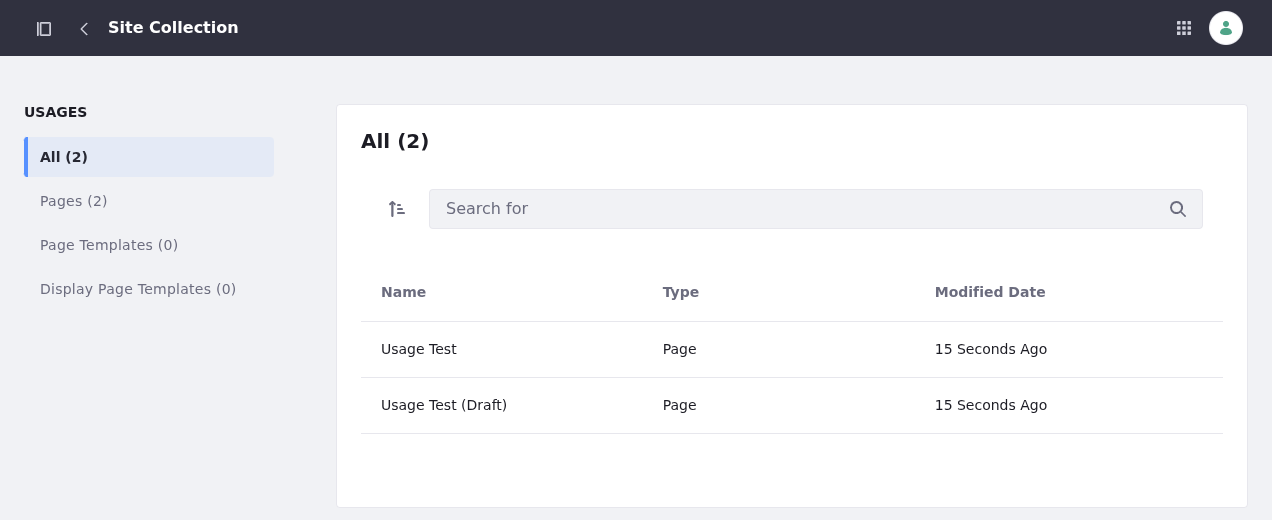 Site Collection
USAGES
All (2)
Pages (2)
Page Templates (0)
Display Page Templates (0)
All (2)
Search for
Name Type Modified Date
Usage Test Page 15 Seconds Ago
Usage Test (Draft) Page 15 Seconds Ago